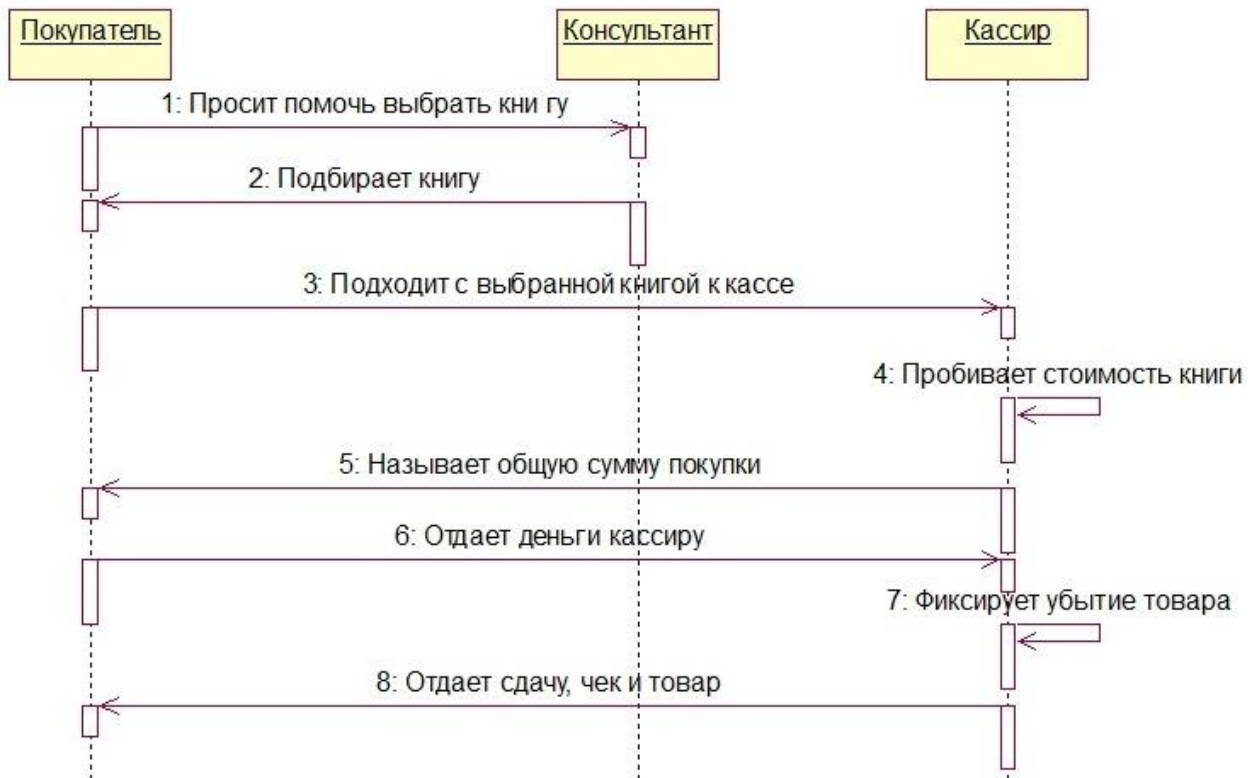 Покупатель
Консультант
Кассир
1: Просит помочь выбрать кни гу
2: Подбирает книгу
3: Подходит с выбранной книгой к кассе
4: Пробивает стоимость книги
5: Называет общую сумму покупки
6: Отдает деньги кассиру
7: Фиксирует убытие товара
8: Отдает сдачу, чек и товар